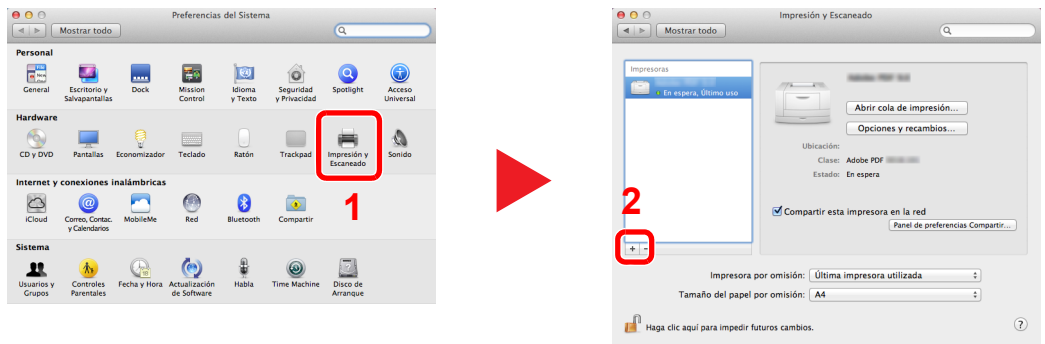 Preferencias del Sistema
Mostrar todo
Personal
General
Escritorio y
Salvapantallas
Dock
Mission
Control
Idioma
y Texto
Seguridad
y Privacidad
Spotlight
Acceso
Universal
Hardware
CD y DVD
Pantallas
Economizador
Teclado
Ratón
Trackpad
Impresión y
Escaneado
Sonido
Internet y conexiones inalámbricas
iCloud
Correo, Contac.
y Calendarios
MobileMe
Red
Bluetooth
Compartir
1
Sistema
Usuarios y
Grupos
Controles
Parentales
Fecha y Hora
Actualización
de Software
Habla
Time Machine
Disco de
Arranque
Impresión y Escaneado
Mostrar todo
Impresoras
En espera, Último uso
2
+ -
Abrir cola de impresión...
Opciones y recambios...
Ubicación:
Clase: Adobe PDF
Estado: En espera
Compartir esta impresora en la red
Panel de preferencias Compartir...
Impresora por omisión: Última impresora utilizada
Tamaño del papel por omisión: A4
Haga clic aquí para impedir futuros cambios.
?